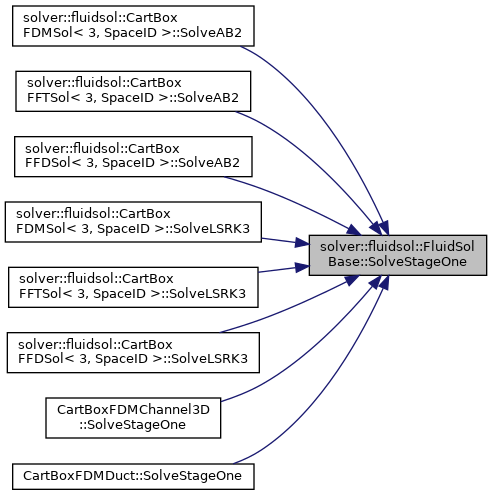 solver::fluidsol::CartBox
FDMSol< 3, SpaceID >::SolveAB2
solver::fluidsol::CartBox
FFTSol< 3, SpaceID >::SolveAB2
solver::fluidsol::CartBox
FFDSol< 3, SpaceID >::SolveAB2
solver::fluidsol::CartBox
FDMSol< 3, SpaceID >::SolveLSRK3
solver::fluidsol::FluidSol
Base::SolveStageOne
solver::fluidsol::CartBox
FFTSol< 3, SpaceID >::SolveLSRK3
solver::fluidsol::CartBox
FFDSol< 3, SpaceID >::SolveLSRK3
CartBoxFDMChannel3D
::SolveStageOne
CartBoxFDMDuct::SolveStageOne